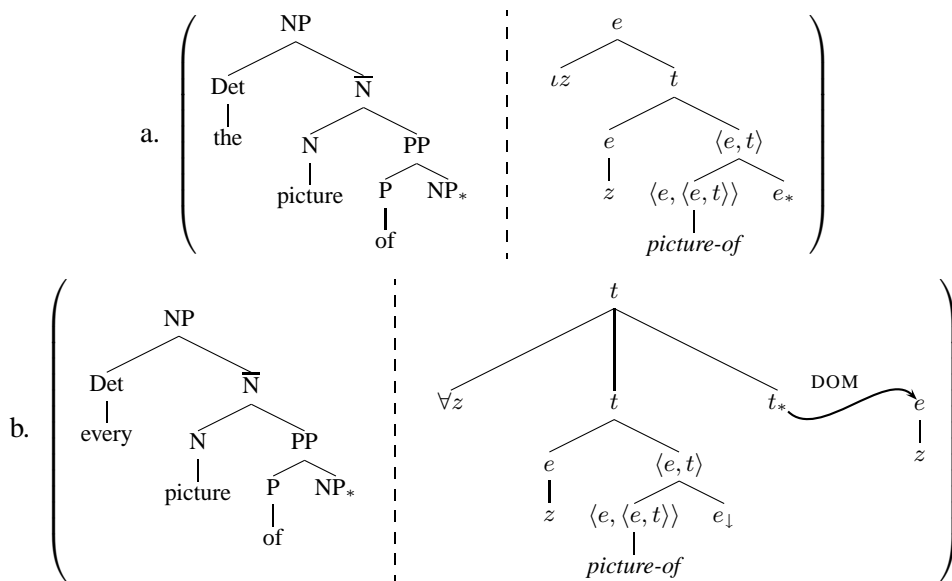 NP e
Det N̅ ιz t
the N PP e ⟨e, t⟩
picture P NP* z ⟨e, ⟨e, t⟩⟩ e*
of picture-of
a.
t
NP
Det N̅ ∀z t t* DOM e
every N PP e ⟨e, t⟩ z
picture P NP* z ⟨e, ⟨e, t⟩⟩ e↓
of picture-of
b.